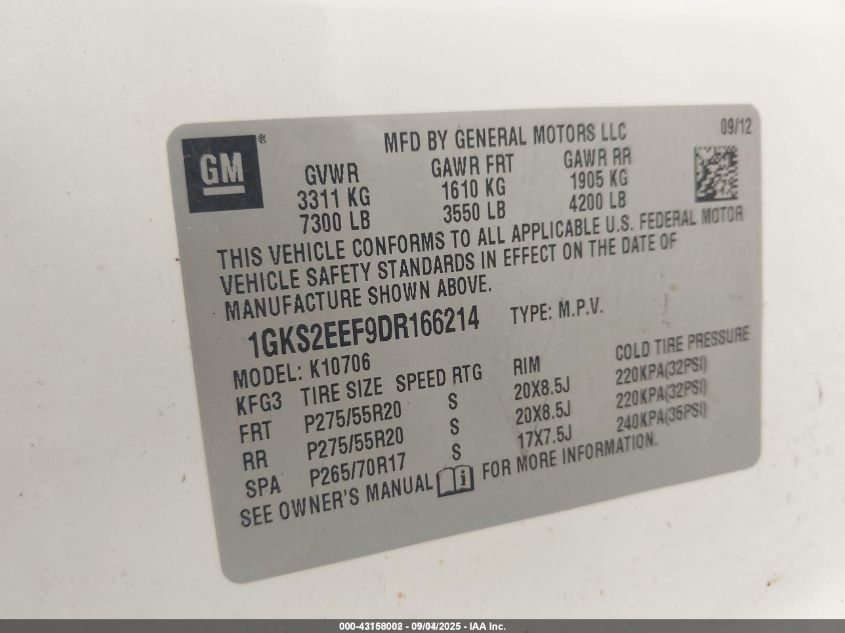 GM ®
MFD BY GENERAL MOTORS LLC 09/12
GVWR GAWR FRT GAWR RR
3311 KG 1610 KG 1905 KG
7300 LB 3550 LB 4200 LB
THIS VEHICLE CONFORMS TO ALL APPLICABLE U.S. FEDERAL MOTOR
VEHICLE SAFETY STANDARDS IN EFFECT ON THE DATE OF
MANUFACTURE SHOWN ABOVE.
1GKS2EEF9DR166214 TYPE: M.P.V.
MODEL: K10706
KFG3 TIRE SIZE SPEED RTG RIM COLD TIRE PRESSURE
FRT P275/55R20 S 20X8.5J 220KPA(32PSI)
RR P275/55R20 S 20X8.5J 220KPA(32PSI)
SPA P265/70R17 S 17X7.5J 240KPA(35PSI)
SEE OWNER'S MANUAL i FOR MORE INFORMATION.
000-43158002 - 09/04/2025 - IAA Inc.